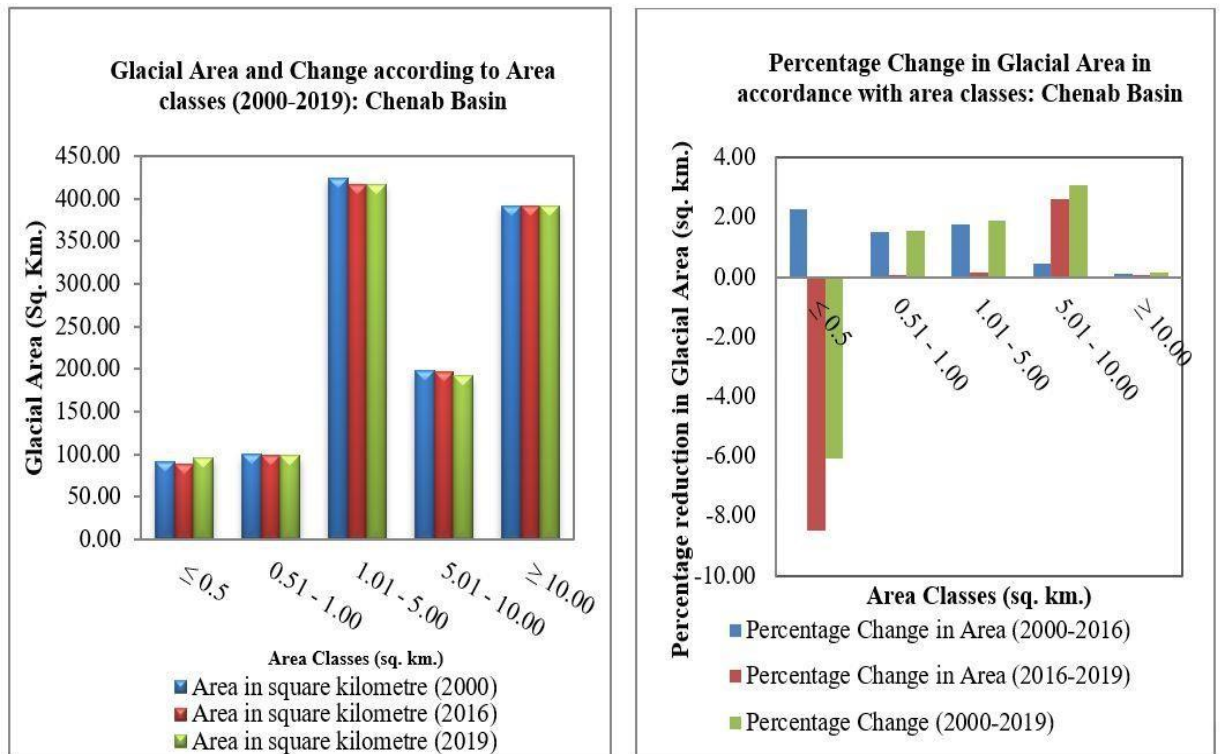 Glacial Area and Change according to Area
classes (2000-2019): Chenab Basin
Glacial Area (Sq. Km.)
450.00
400.00
350.00
300.00
250.00
200.00
150.00
100.00
50.00
0.00
≤ 0.5
0.51 - 1.00
1.01 - 5.00
5.01 - 10.00
≥ 10.00
Area Classes (sq. km.)
Area in square kilometre (2000)
Area in square kilometre (2016)
Area in square kilometre (2019)
Percentage Change in Glacial Area in
accordance with area classes: Chenab Basin
Percentage reduction in Glacial Area (sq. km.)
4.00
2.00
0.00
-2.00
-4.00
-6.00
-8.00
-10.00
≤ 0.5
0.51 - 1.00
1.01 - 5.00
5.01 - 10.00
≥ 10.00
Area Classes (sq. km.)
Percentage Change in Area (2000-2016)
Percentage Change in Area (2016-2019)
Percentage Change (2000-2019)